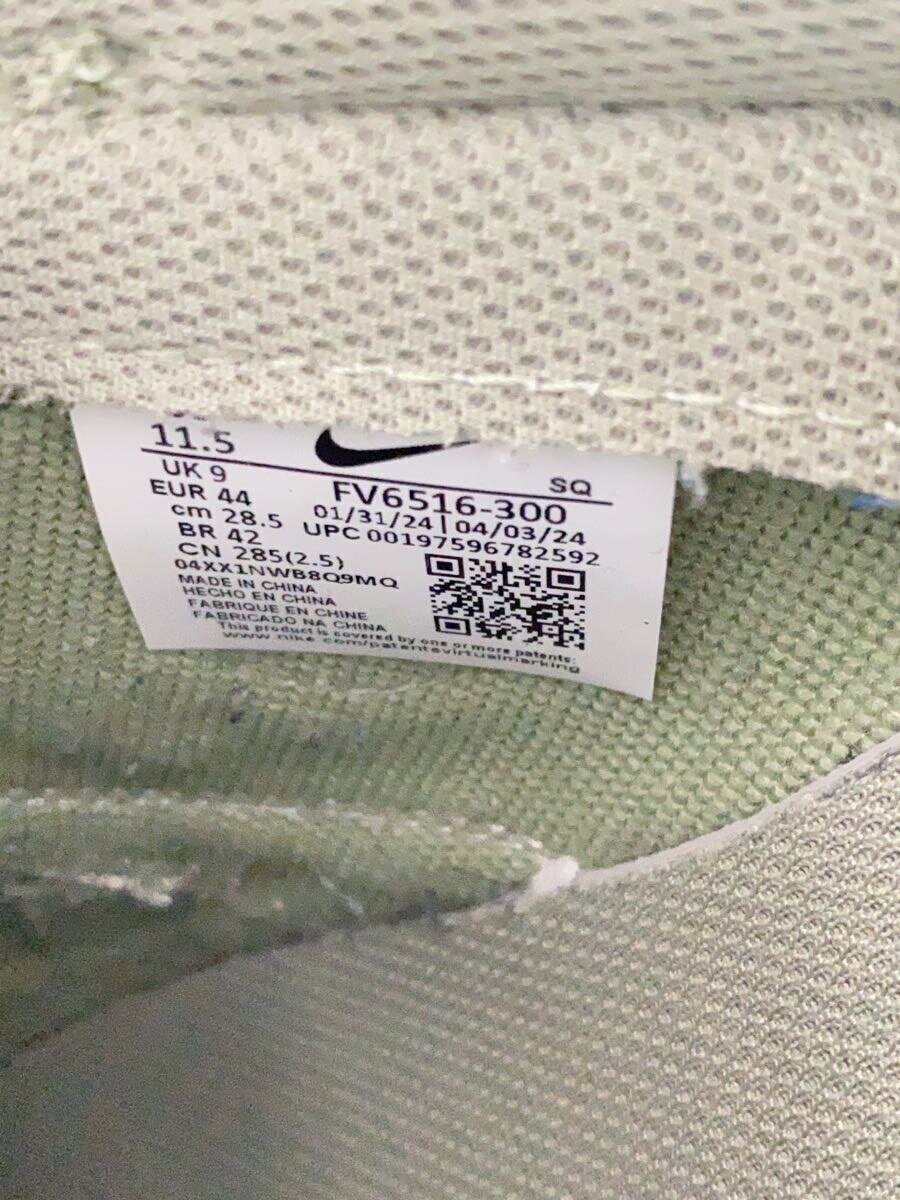 11.5
SQ
UK 9
EUR 44
FV6516-300
cm 28.5
01/31/24 | 04/03/24
BR 42
UPC 00197596782592
CN 285(2.5)
04XX1NWB8Q9MQ
MADE IN CHINA
HECHO EN CHINA
FABRIQUE EN CHINE
FABRICADO NA CHINA
This product is covered by one or more patents:
www.nike.com/patentsvirtualmarking